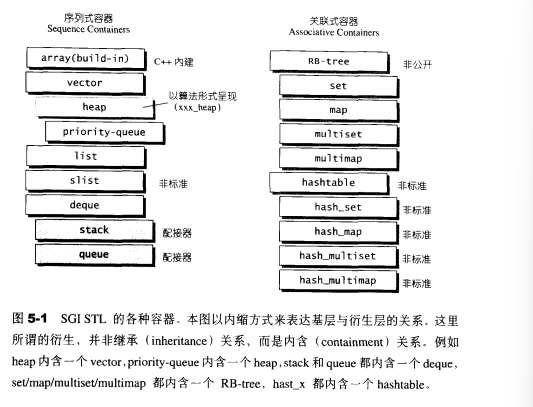 序列式容器
Sequence Containers
array(build-in)
C++ 内建
vector
heap
以算法形式呈现
(xxx_heap)
priority-queue
list
slist
非标准
deque
stack
配接器
queue
配接器
关联式容器
Associative Containers
RB-tree
非公开
set
map
multiset
multimap
hashtable
非标准
hash_set
非标准
hash_map
非标准
hash_multiset
非标准
hash_multimap
非标准
图 5-1 SGI STL 的各种容器。本图以内缩方式来表达基层与衍生层的关系。这里
所谓的衍生，并非继承（inheritance）关系，而是内含（containment）关系。例如
heap 内含一个 vector，priority-queue 内含一个 heap，stack 和 queue 都内含一个 deque，
set/map/multiset/multimap 都内含一个 RB-tree，hast_x 都内含一个 hashtable。